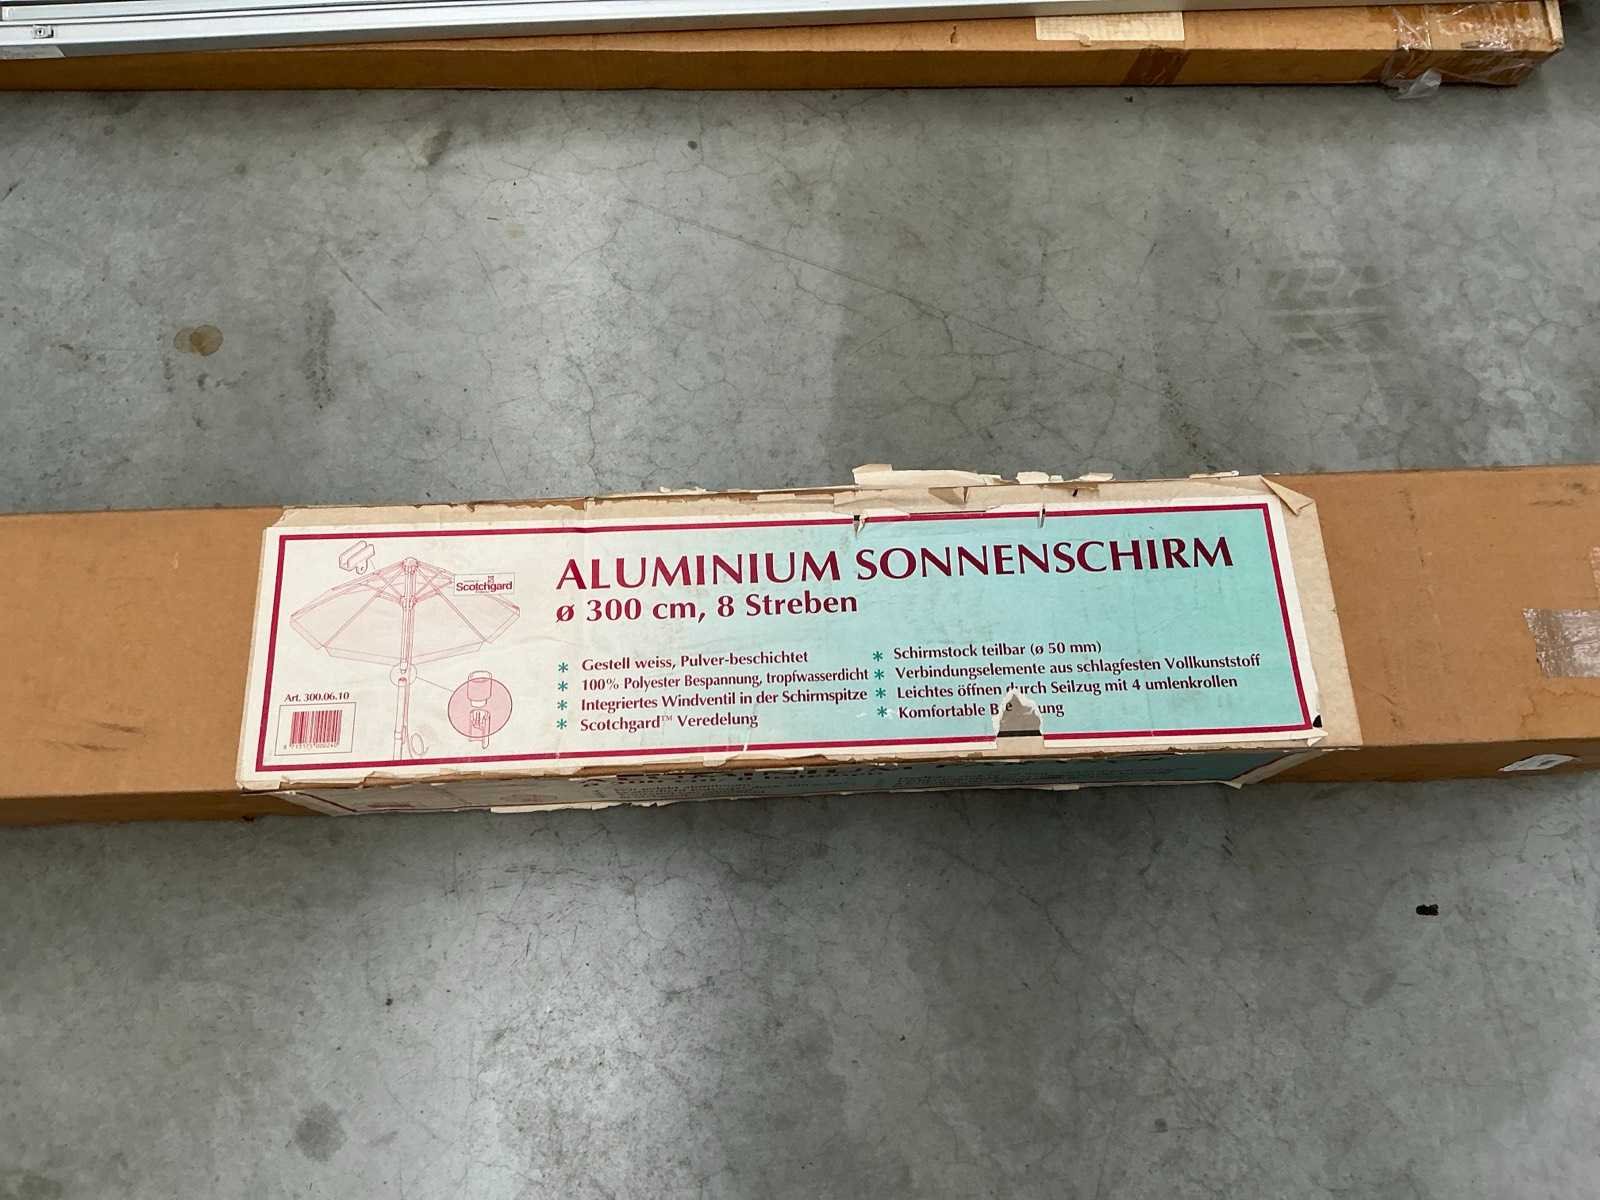 ALUMINIUM SONNENSCHIRM
ø 300 cm, 8 Streben
Scotchgard
* Gestell weiss, Pulver-beschichtet
* 100% Polyester Bespannung, tropfwasserdicht
* Integriertes Windventil in der Schirmspitze
* Scotchgard™ Veredelung
* Schirmstock teilbar (ø 50 mm)
* Verbindungselemente aus schlagfesten Vollkunststoff
* Leichtes öffnen durch Seilzug mit 4 umlenkrollen
* Komfortable
Art. 300.06.10